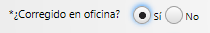 *¿Corregido en oficina? Sí No